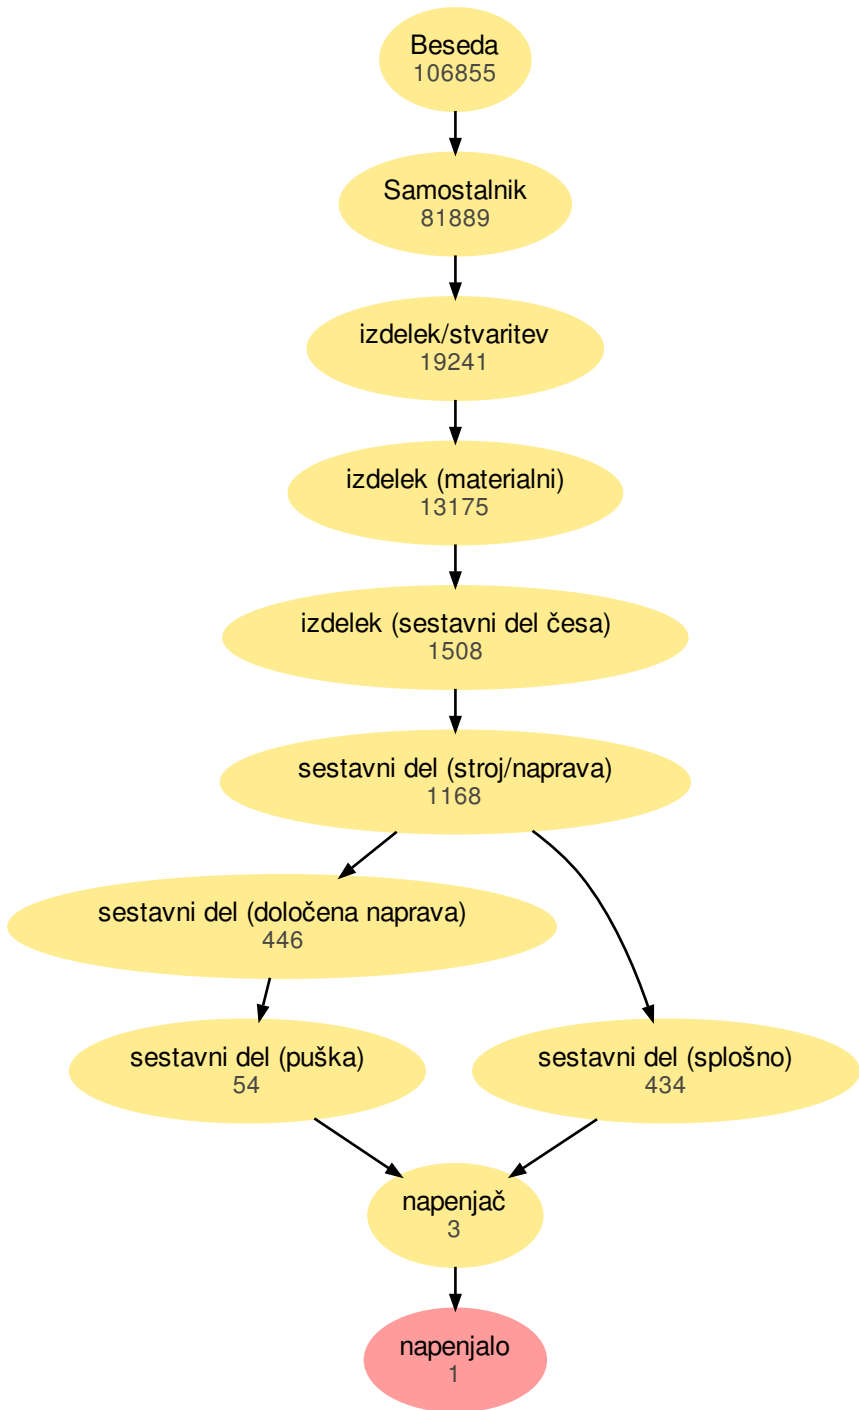 Beseda
106855
Samostalnik
81889
izdelek/stvaritev
19241
izdelek (materialni)
13175
izdelek (sestavni del česa)
1508
sestavni del (stroj/naprava)
1168
sestavni del (določena naprava)
446
sestavni del (puška)
54
sestavni del (splošno)
434
napenjač
3
napenjalo
1